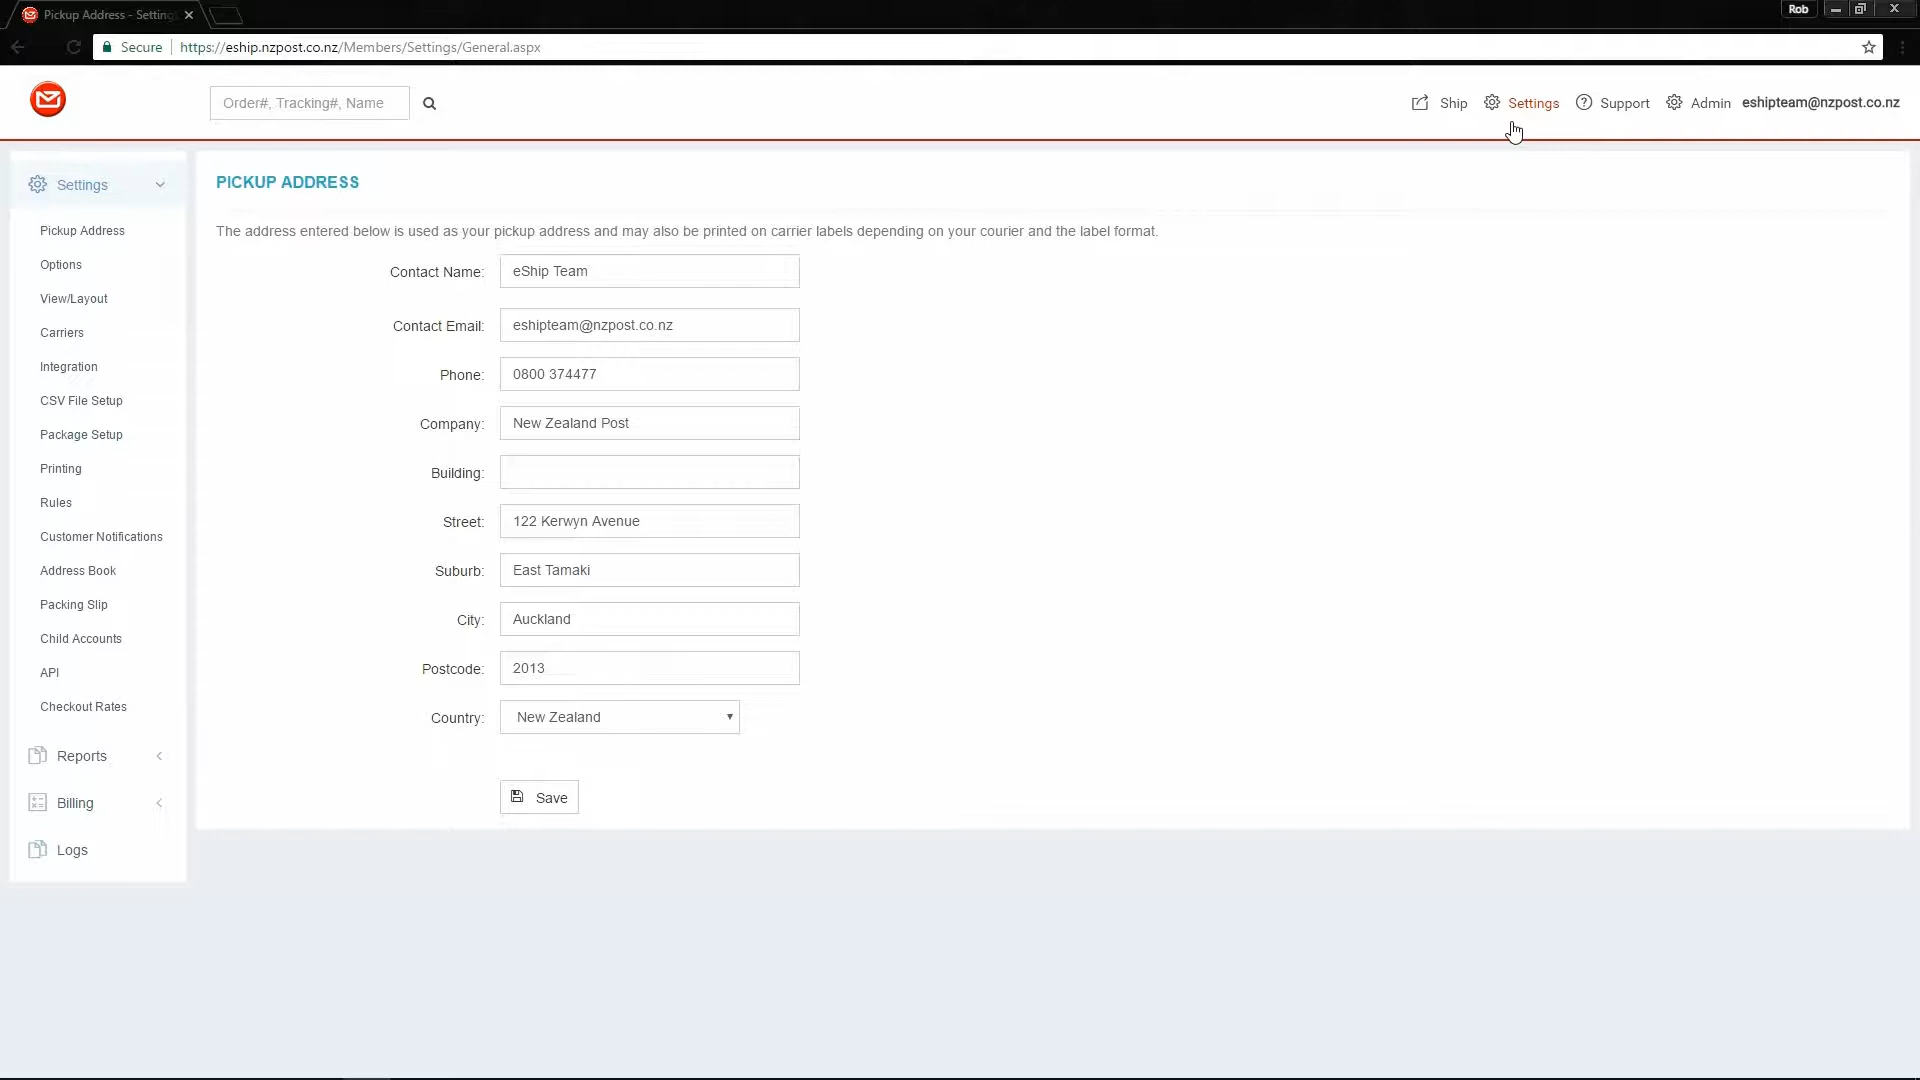 Pickup Address - Setting
Rob
Secure
https://eship.nzpost.co.nz/Members/Settings/General.aspx
Order#, Tracking#, Name
Ship
Settings
Support
Admin
eshipteam@nzpost.co.nz
Settings
Pickup Address
Options
View/Layout
Carriers
Integration
CSV File Setup
Package Setup
Printing
Rules
Customer Notifications
Address Book
Packing Slip
Child Accounts
API
Checkout Rates
Reports
Billing
Logs
PICKUP ADDRESS
The address entered below is used as your pickup address and may also be printed on carrier labels depending on your courier and the label format.
Contact Name: eShip Team
Contact Email: eshipteam@nzpost.co.nz
Phone: 0800 374477
Company: New Zealand Post
Building:
Street: 122 Kerwyn Avenue
Suburb: East Tamaki
City: Auckland
Postcode: 2013
Country: New Zealand
Save